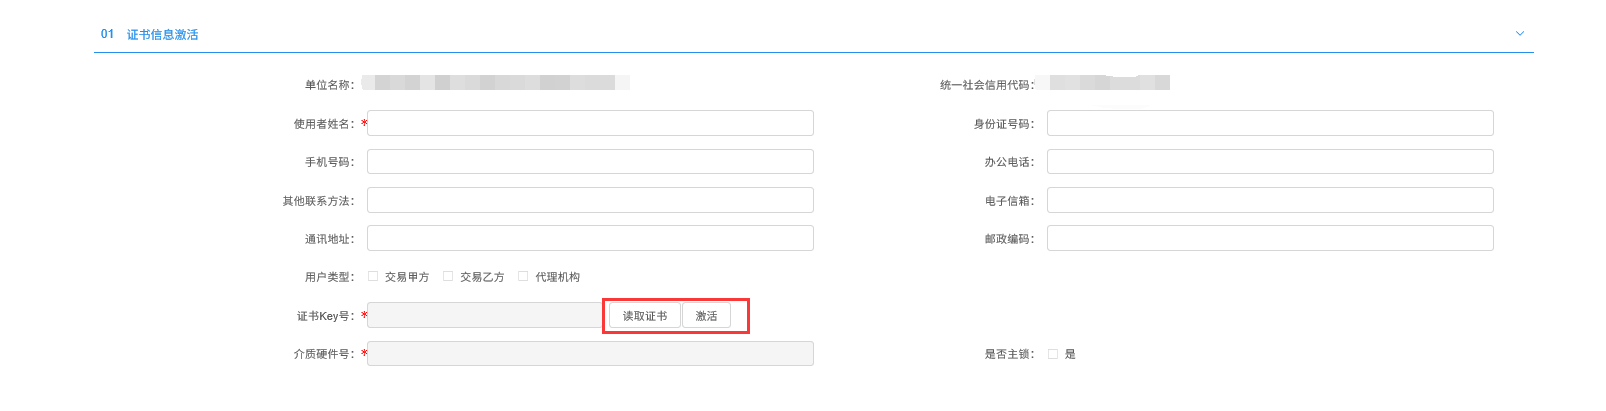 01 证书信息激活
单位名称： 统一社会信用代码：
使用者姓名：* 身份证号码：
手机号码： 办公电话：
其他联系方法： 电子信箱：
通讯地址： 邮政编码：
用户类型： 交易甲方 交易乙方 代理机构
证书Key号：* 读取证书 激活
介质硬件号：* 是否主锁： 是